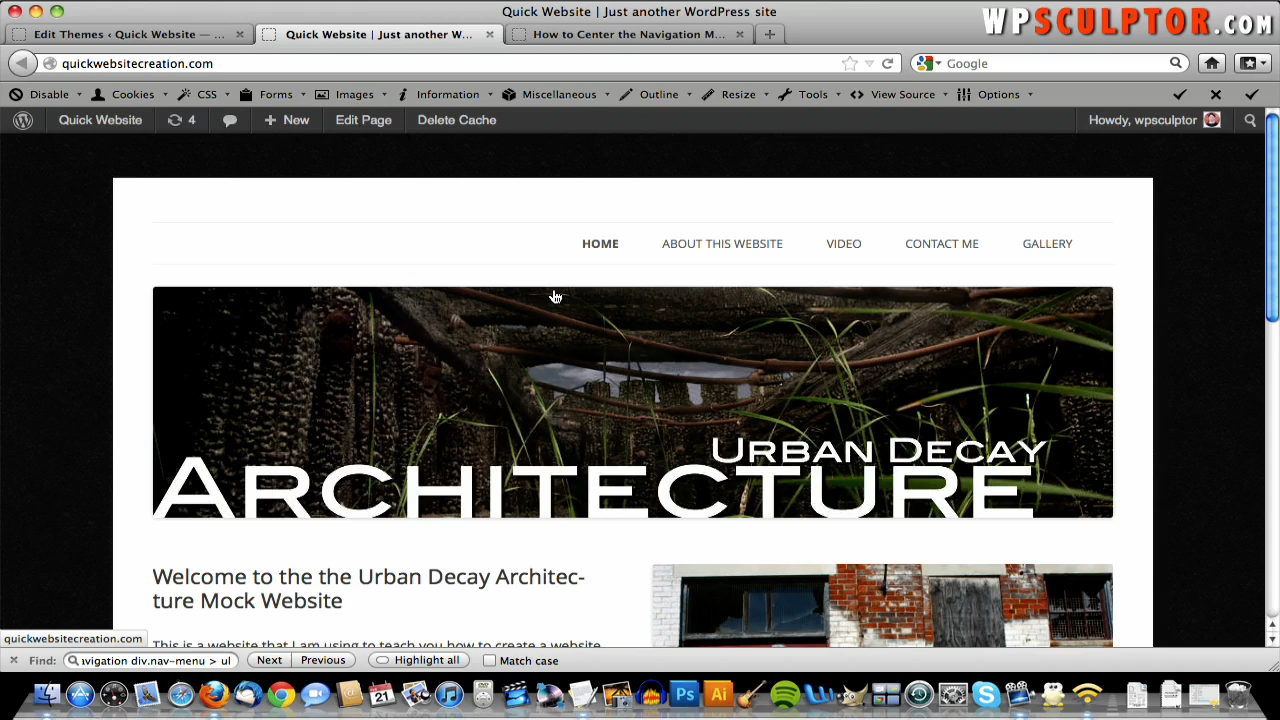 Quick Website | Just another WordPress site
WPSCULPTOR.COM
Edit Themes ‹ Quick Website — ...
Quick Website | Just another W...
How to Center the Navigation M...
quickwebsitecreation.com
Google
Disable Cookies CSS Forms Images Information Miscellaneous Outline Resize Tools View Source Options
Quick Website 4 New Edit Page Delete Cache Howdy, wpsculptor
HOME ABOUT THIS WEBSITE VIDEO CONTACT ME GALLERY
URBAN DECAY
ARCHITECTURE
Welcome to the the Urban Decay Architec-
ture Mock Website
This is a website that I am using to teach you how to create a website
quickwebsitecreation.com
Find: wigation div.nav-menu > ul Next Previous Highlight all Match case
21
Ps Ai